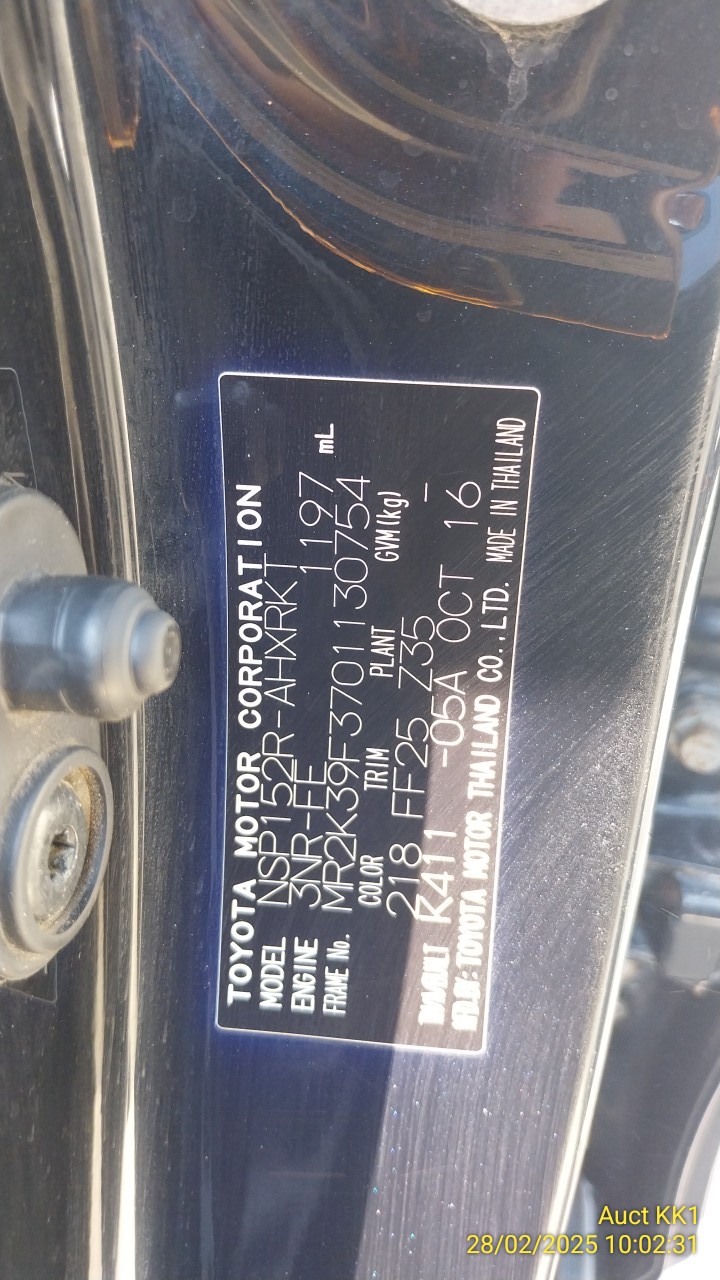 TOYOTA MOTOR CORPORATION
MODEL NSP152R-AHXRKT
ENGINE 3NR-FE 1197 mL
FRAME No. MR2K39F3701130754
COLOR TRIM PLANT GVM(kg)
218 FF25 Z35 -
R411 -05A OCT 16
TOYOTA MOTOR THAILAND CO.,LTD. MADE IN THAILAND
Auct KK1
28/02/2025 10:02:31